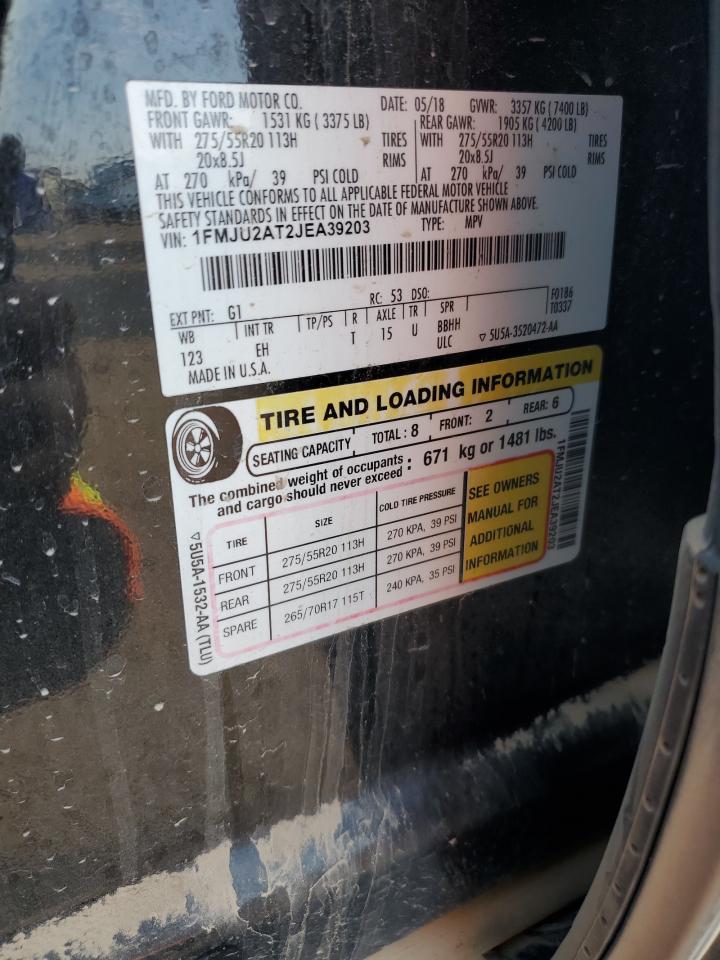 MFD. BY FORD MOTOR CO. DATE: 05/18 GVWR: 3357 KG ( 7400 LB)
FRONT GAWR: 1531 KG ( 3375 LB) REAR GAWR: 1905 KG ( 4200 LB)
WITH 275/55R20 113H TIRES WITH 275/55R20 113H TIRES
20x8.5J RIMS 20x8.5J RIMS
AT 270 kPa/ 39 PSI COLD AT 270 kPa/ 39 PSI COLD
THIS VEHICLE CONFORMS TO ALL APPLICABLE FEDERAL MOTOR VEHICLE
SAFETY STANDARDS IN EFFECT ON THE DATE OF MANUFACTURE SHOWN ABOVE.
VIN: 1FMJU2AT2JEA39203 TYPE: MPV
EXT PNT: G1 RC: 53 DSO: F0186
T0337
WB INT TR TP/PS R AXLE TR SPR
123 EH T 15 U BBHH
ULC ▽ 5U5A-3520472-AA
MADE IN U.S.A.
TIRE AND LOADING INFORMATION
SEATING CAPACITY TOTAL : 8 FRONT: 2 REAR: 6
The combined weight of occupants and cargo should never exceed : 671 kg or 1481 lbs.
TIRE SIZE COLD TIRE PRESSURE
FRONT 275/55R20 113H 270 KPA, 39 PSI
REAR 275/55R20 113H 270 KPA, 39 PSI
SPARE 265/70R17 115T 240 KPA, 35 PSI
SEE OWNERS
MANUAL FOR
ADDITIONAL
INFORMATION
1FMJU2AT2JEA39203
▽5U5A-1532-AA (TLU)